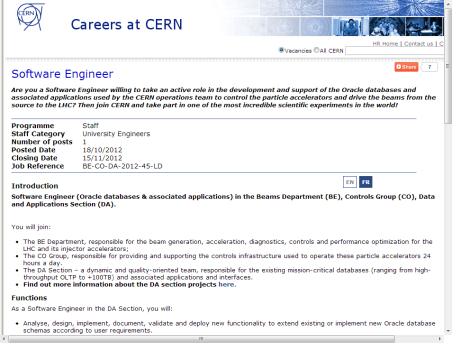 CERN
Careers at CERN
HR Home | Contact us | C
Vacancies All CERN
Share 7
Software Engineer
Are you a Software Engineer willing to take an active role in the development and support of the Oracle databases and
associated applications used by the CERN operations team to control the particle accelerators and drive the beams from the
source to the LHC? Then join CERN and take part in one of the most incredible scientific experiments in the world!
Programme Staff
Staff Category University Engineers
Number of posts 1
Posted Date 18/10/2012
Closing Date 15/11/2012
Job Reference BE-CO-DA-2012-45-LD
EN FR
Introduction
Software Engineer (Oracle databases & associated applications) in the Beams Department (BE), Controls Group (CO), Data
and Applications Section (DA).
You will join:
• The BE Department, responsible for the beam generation, acceleration, diagnostics, controls and performance optimization for the
LHC and its injector accelerators;
• The CO Group, responsible for providing and supporting the controls infrastructure used to operate these particle accelerators 24
hours a day.
• The DA Section – a dynamic and quality-oriented team, responsible for the existing mission-critical databases (ranging from high-
throughput OLTP to +100TB) and associated applications and interfaces.
• Find out more information about the DA section projects here.
Functions
As a Software Engineer in the DA Section, you will:
• Analyse, design, implement, document, validate and deploy new functionality to extend existing or implement new Oracle database
schemas according to user requirements.